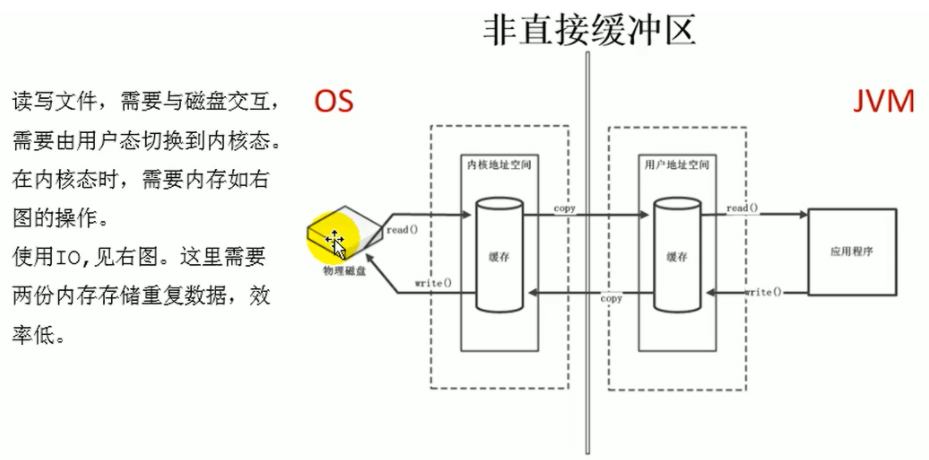 非直接缓冲区
读写文件，需要与磁盘交互，
需要由用户态切换到内核态。
在内核态时，需要内存如右
图的操作。
使用IO,见右图。这里需要
两份内存存储重复数据，效
率低。
OS
JVM
内核地址空间
用户地址空间
copy
read()
read()
缓存
缓存
应用程序
物理磁盘
write()
copy
write()